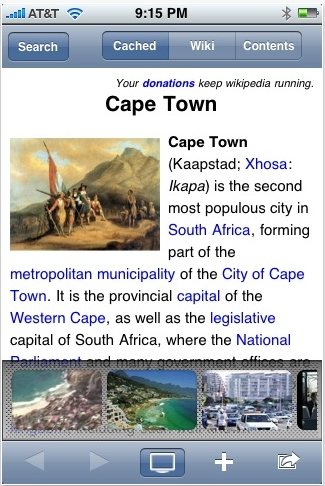 AT&T 9:15 PM
Search Cached Wiki Contents
Your donations keep wikipedia running.
Cape Town
Cape Town
(Kaapstad; Xhosa:
Ikapa) is the second
most populous city in
South Africa, forming
part of the
metropolitan municipality of the City of Cape
Town. It is the provincial capital of the
Western Cape, as well as the legislative
capital of South Africa, where the National
Parliament and many government offices are